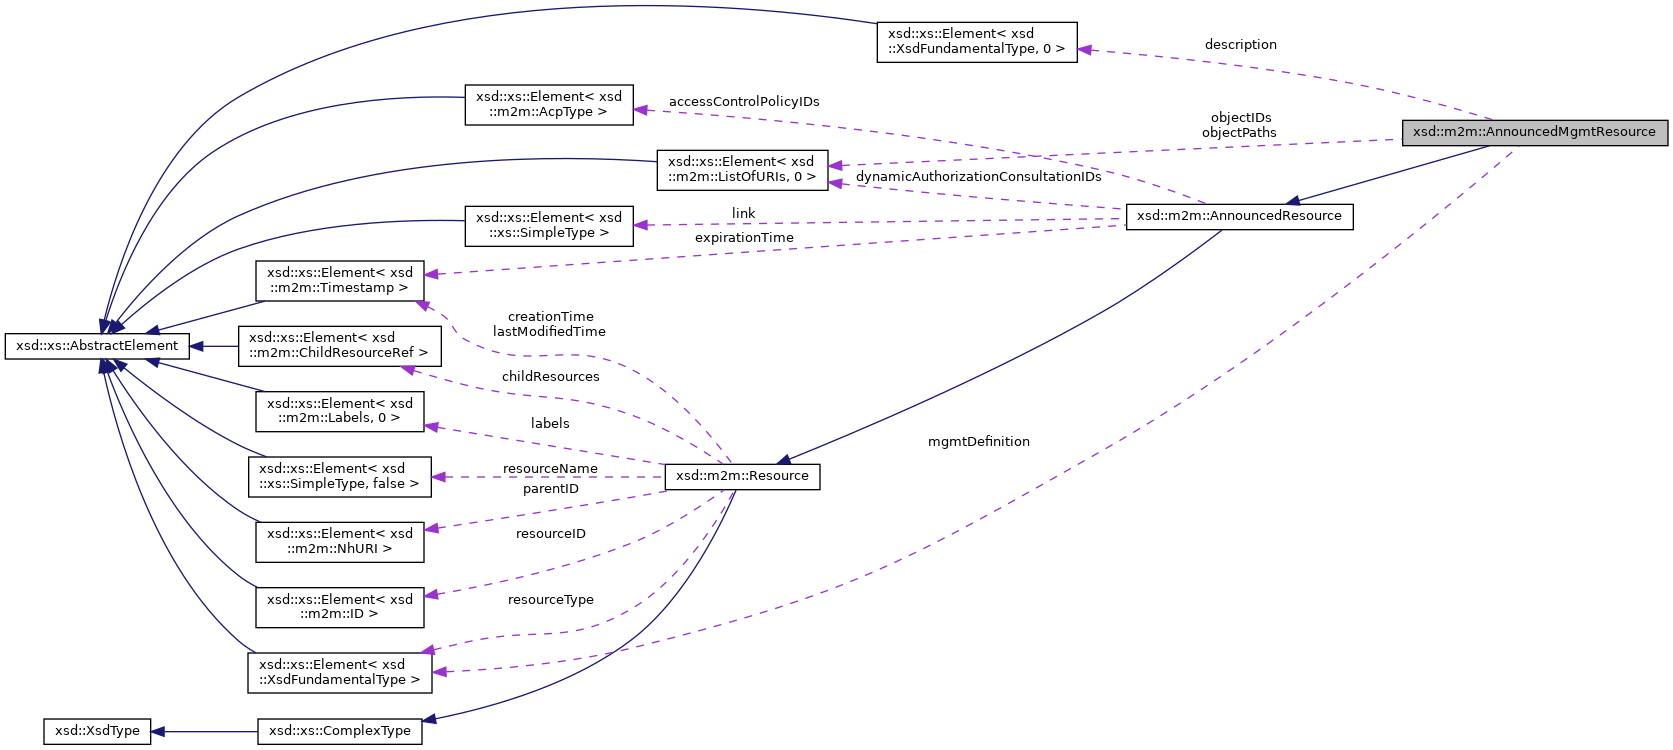 xsd::xs::Element< xsd
::XsdFundamentalType, 0 >
description
xsd::xs::Element< xsd
::m2m::AcpType >
accessControlPolicyIDs
objectIDs
objectPaths
xsd::m2m::AnnouncedMgmtResource
xsd::xs::Element< xsd
::m2m::ListOfURIs, 0 >
dynamicAuthorizationConsultationIDs
xsd::xs::Element< xsd
::xs::SimpleType >
link
xsd::m2m::AnnouncedResource
expirationTime
xsd::xs::Element< xsd
::m2m::Timestamp >
creationTime
lastModifiedTime
xsd::xs::AbstractElement
xsd::xs::Element< xsd
::m2m::ChildResourceRef >
childResources
xsd::xs::Element< xsd
::m2m::Labels, 0 >
labels
mgmtDefinition
xsd::xs::Element< xsd
::xs::SimpleType, false >
resourceName
xsd::m2m::Resource
parentID
xsd::xs::Element< xsd
::m2m::NhURI >
resourceID
xsd::xs::Element< xsd
::m2m::ID >
resourceType
xsd::xs::Element< xsd
::XsdFundamentalType >
xsd::XsdType
xsd::xs::ComplexType